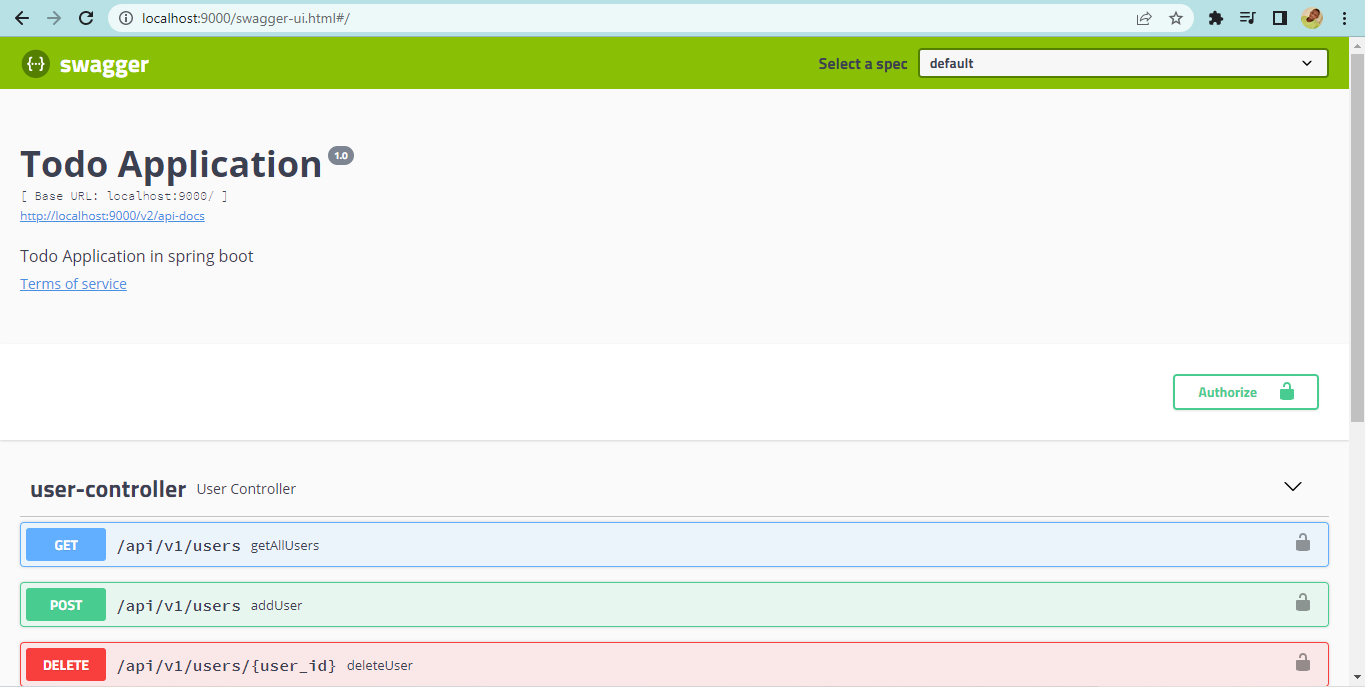 localhost:9000/swagger-ui.html#/
{··} swagger
Select a spec
default
Todo Application 1.0
[ Base URL: localhost:9000/ ]
http://localhost:9000/v2/api-docs
Todo Application in spring boot
Terms of service
Authorize
user-controller User Controller
GET /api/v1/users getAllUsers
POST /api/v1/users addUser
DELETE /api/v1/users/{user_id} deleteUser